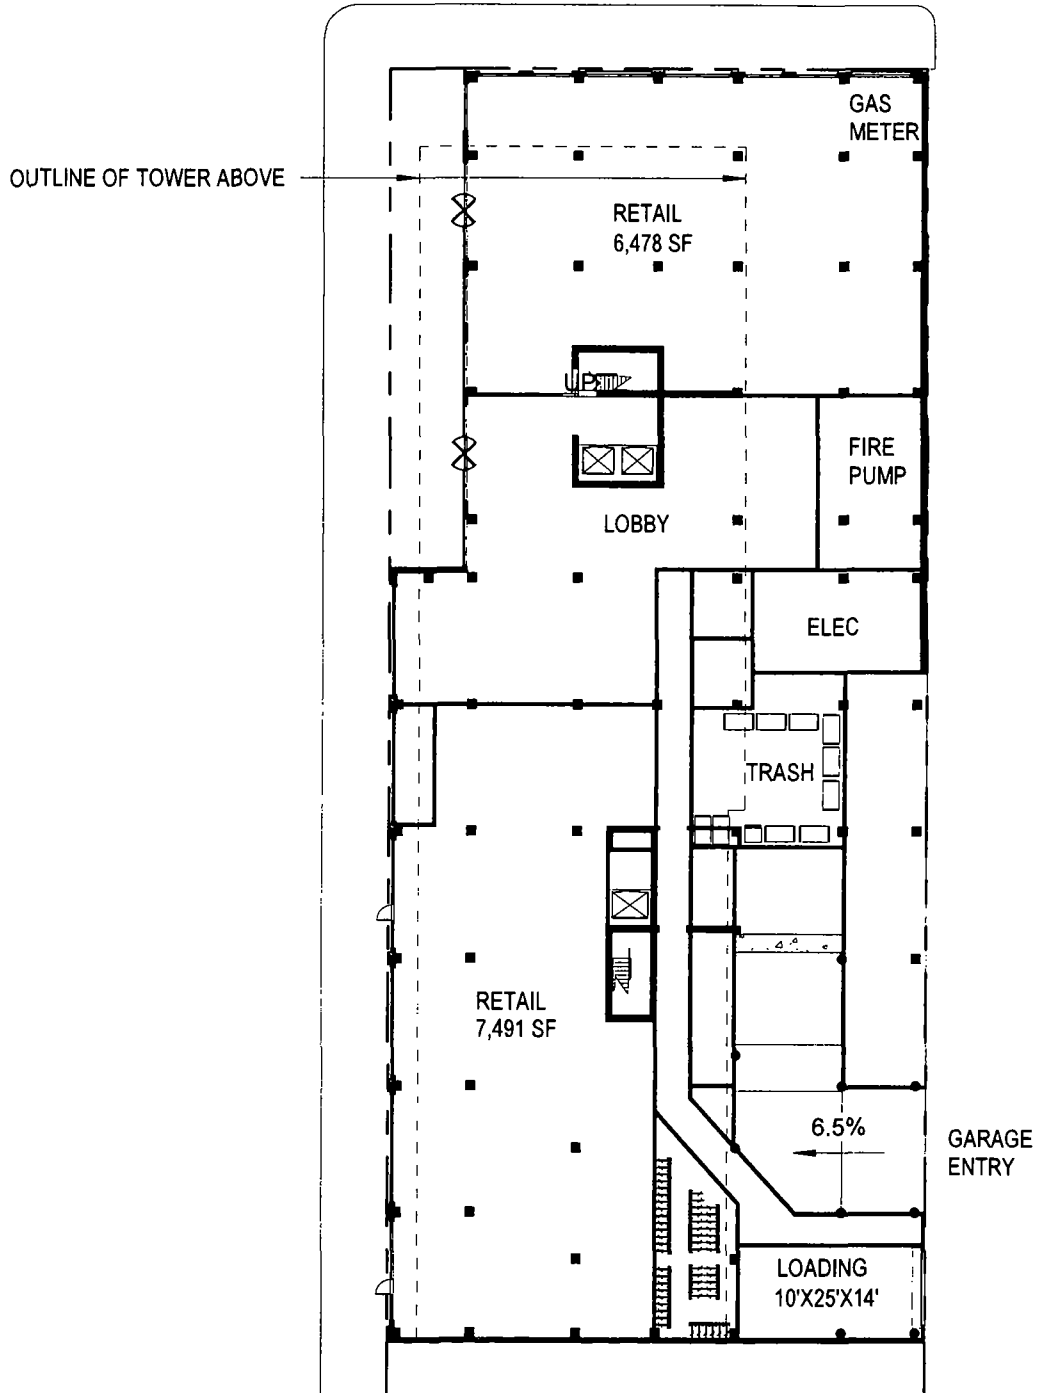 GAS
METER
OUTLINE OF TOWER ABOVE
RETAIL
6,478 SF
UP
FIRE
PUMP
LOBBY
ELEC
TRASH
RETAIL
7,491 SF
6.5%
GARAGE
ENTRY
LOADING
10'X25'X14'